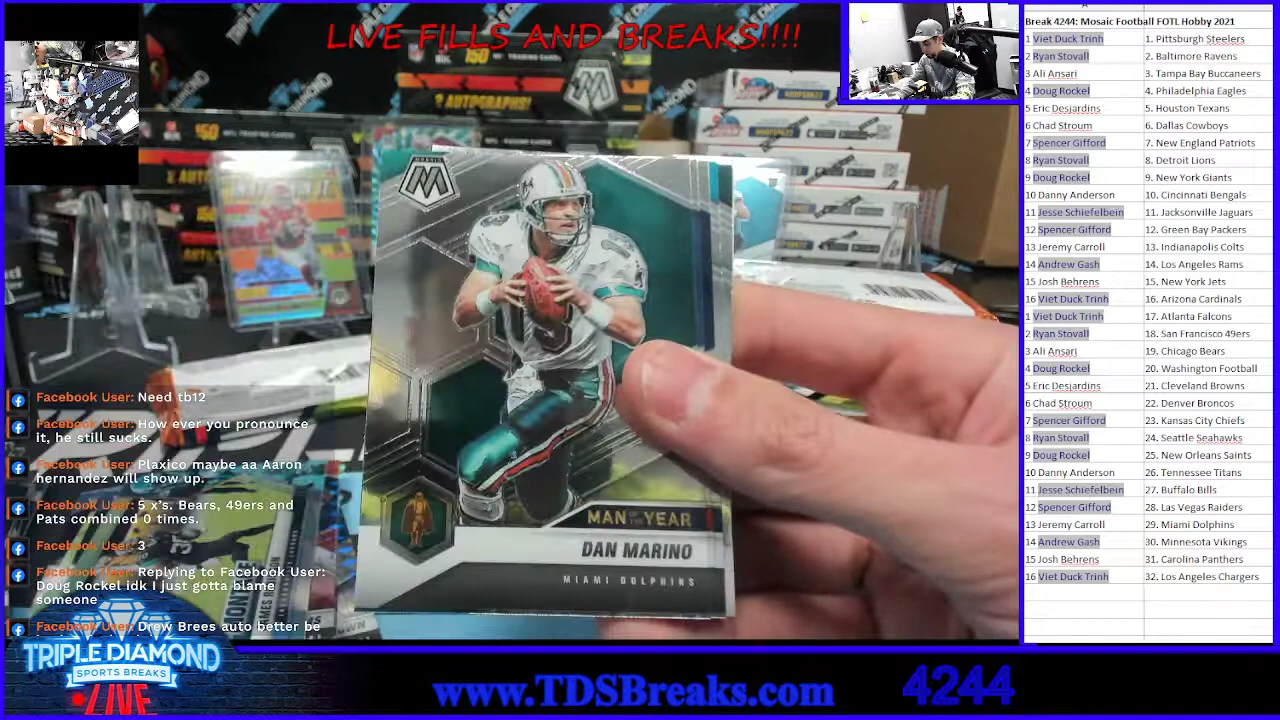 LIVE FILLS AND BREAKS!!!!
150
2 AUTOGRAPHS!
$50
M
MAN OF THE YEAR
DAN MARINO
MIAMI DOLPHINS
Facebook User: Need tb12
Facebook User: How ever you pronounce
it, he still sucks.
Facebook User: Plaxico maybe aa Aaron
hernandez will show up.
Facebook User: 5 x's. Bears, 49ers and
Pats combined 0 times.
Facebook User: 3
Facebook User: Replying to Facebook User:
Doug Rockel idk I just gotta blame
someone
Facebook User: Drew Brees auto better be
TRIPLE DIAMOND
SPORTS BREAKS
LIVE
www.TDSBreaks.com
4244
Break 4244: Mosaic Football FOTL Hobby 2021
1 Viet Duck Trinh 1. Pittsburgh Steelers
2 Ryan Stovall 2. Baltimore Ravens
3 Ali Ansari 3. Tampa Bay Buccaneers
4 Doug Rockel 4. Philadelphia Eagles
5 Eric Desjardins 5. Houston Texans
6 Chad Stroum 6. Dallas Cowboys
7 Spencer Gifford 7. New England Patriots
8 Ryan Stovall 8. Detroit Lions
9 Doug Rockel 9. New York Giants
10 Danny Anderson 10. Cincinnati Bengals
11 Jesse Schiefelbein 11. Jacksonville Jaguars
12 Spencer Gifford 12. Green Bay Packers
13 Jeremy Carroll 13. Indianapolis Colts
14 Andrew Gash 14. Los Angeles Rams
15 Josh Behrens 15. New York Jets
16 Viet Duck Trinh 16. Arizona Cardinals
1 Viet Duck Trinh 17. Atlanta Falcons
2 Ryan Stovall 18. San Francisco 49ers
3 Ali Ansari 19. Chicago Bears
4 Doug Rockel 20. Washington Football
5 Eric Desjardins 21. Cleveland Browns
6 Chad Stroum 22. Denver Broncos
7 Spencer Gifford 23. Kansas City Chiefs
8 Ryan Stovall 24. Seattle Seahawks
9 Doug Rockel 25. New Orleans Saints
10 Danny Anderson 26. Tennessee Titans
11 Jesse Schiefelbein 27. Buffalo Bills
12 Spencer Gifford 28. Las Vegas Raiders
13 Jeremy Carroll 29. Miami Dolphins
14 Andrew Gash 30. Minnesota Vikings
15 Josh Behrens 31. Carolina Panthers
16 Viet Duck Trinh 32. Los Angeles Chargers